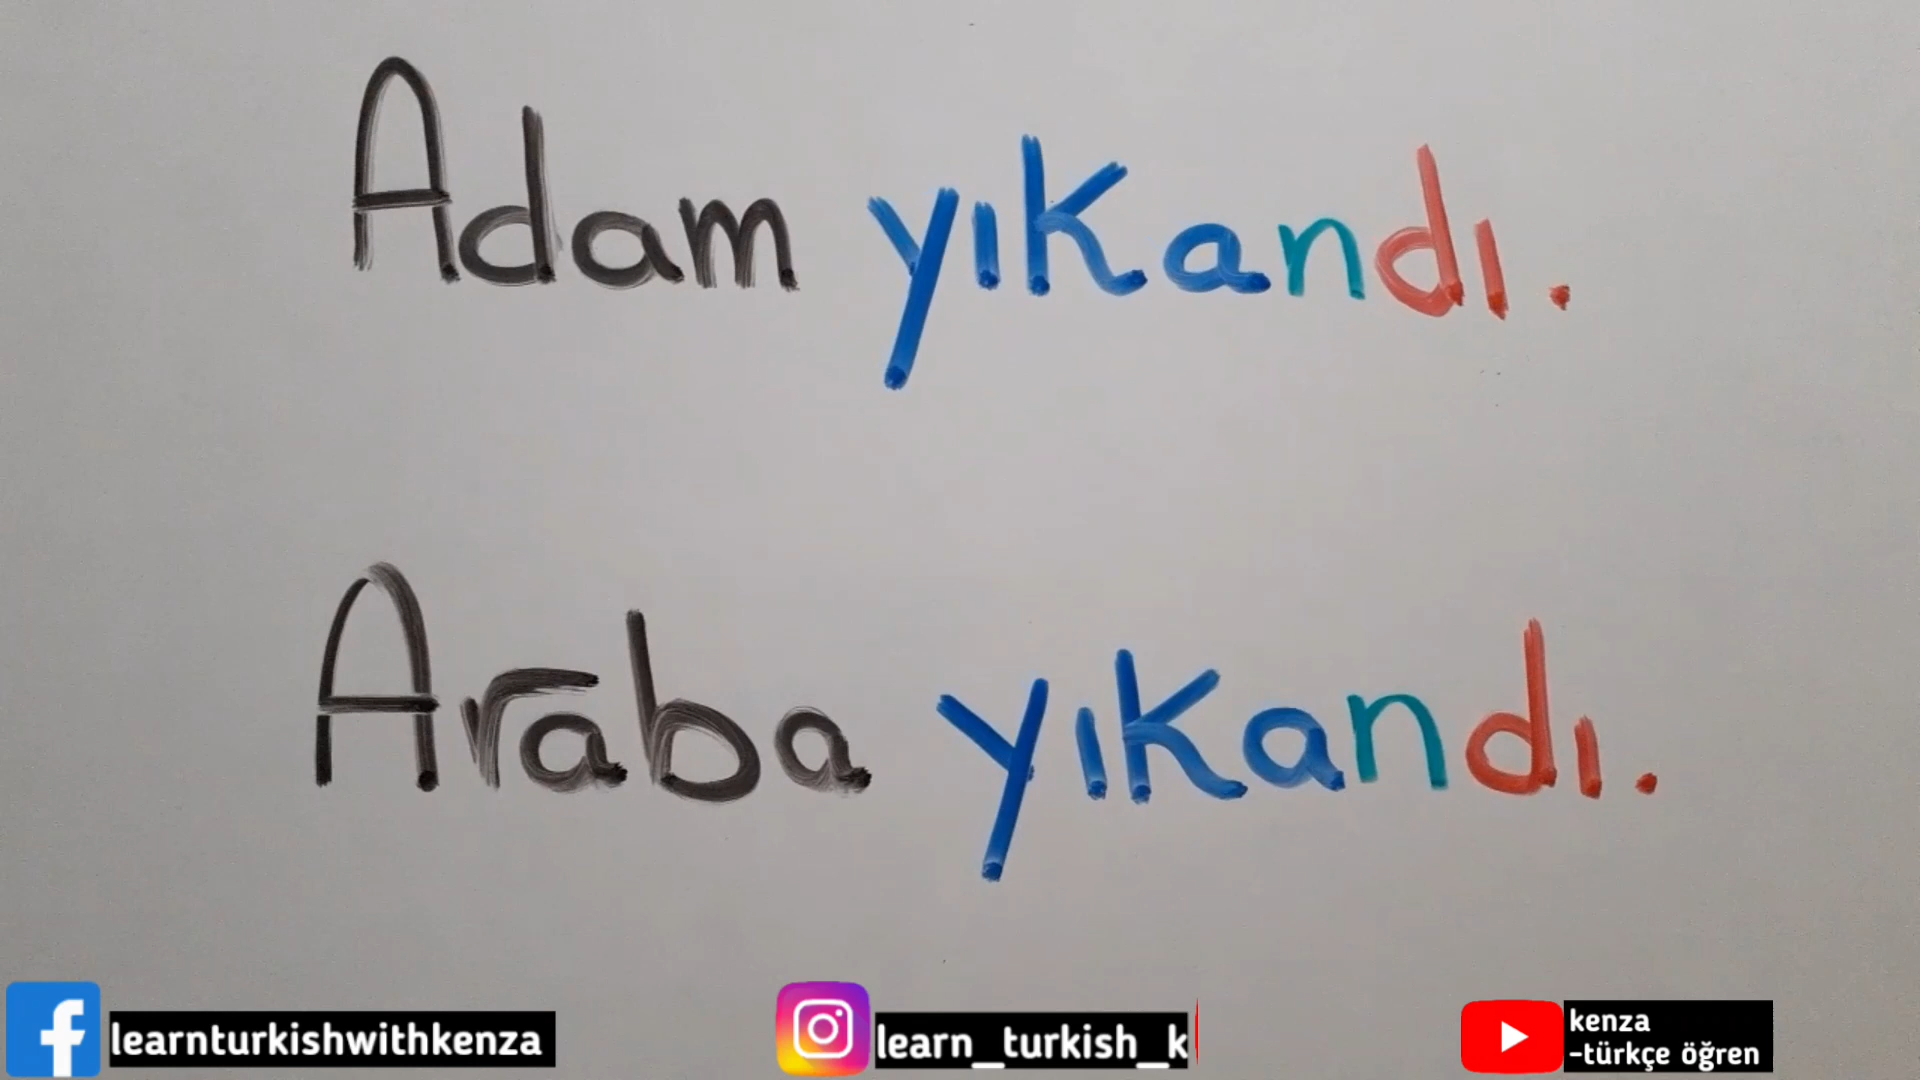 Adam yıkandı.
Araba yıkandı.
learnturkishwithkenza
learn_turkish_k
kenza
-türkçe öğren